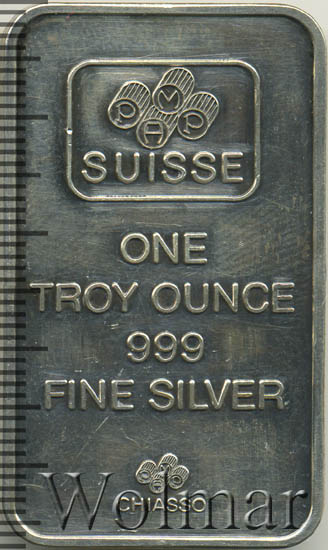 P M A P
SUISSE
ONE
TROY OUNCE
999
FINE SILVER
CHIASSO
Wolmar